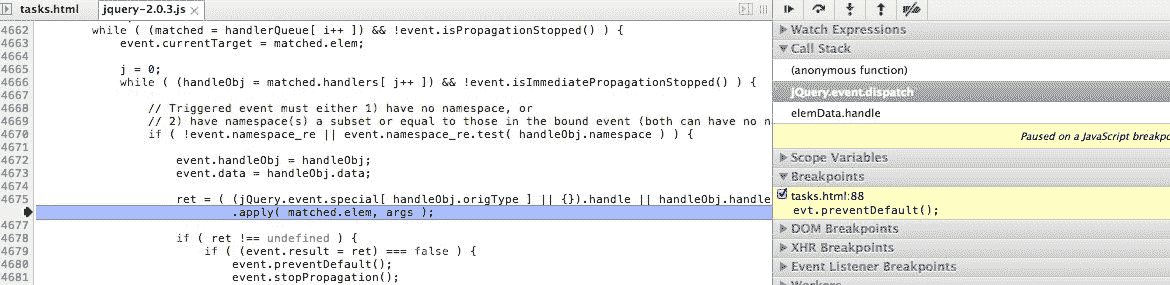 tasks.html jquery-2.0.3.js
4662 while ( (matched = handlerQueue[ i++ ]) && !event.isPropagationStopped() ) {
4663 event.currentTarget = matched.elem;
4664
4665 j = 0;
4666 while ( (handleObj = matched.handlers[ j++ ]) && !event.isImmediatePropagationStopped() ) {
4667
4668 // Triggered event must either 1) have no namespace, or
4669 // 2) have namespace(s) a subset or equal to those in the bound event (both can have no n
4670 if ( !event.namespace_re || event.namespace_re.test( handleObj.namespace ) ) {
4671
4672 event.handleObj = handleObj;
4673 event.data = handleObj.data;
4674
4675 ret = ( (jQuery.event.special[ handleObj.origType ] || {}).handle || handleObj.handle
.apply( matched.elem, args );
4677
4678 if ( ret !== undefined ) {
4679 if ( (event.result = ret) === false ) {
4680 event.preventDefault();
4681 event.stopPropagation();
Watch Expressions
Call Stack
(anonymous function)
jQuery.event.dispatch
elemData.handle
Paused on a JavaScript breakpo
Scope Variables
Breakpoints
tasks.html:88
evt.preventDefault();
DOM Breakpoints
XHR Breakpoints
Event Listener Breakpoints
Workers